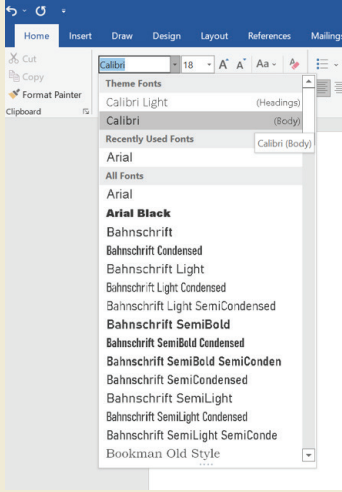 Home Insert Draw Design Layout References Mailings
Cut
Copy
Format Painter
Clipboard
Calibri 18 A A Aa
Theme Fonts
Calibri Light (Headings)
Calibri (Body)
Calibri (Body)
Recently Used Fonts
Arial
All Fonts
Arial
Arial Black
Bahnschrift
Bahnschrift Condensed
Bahnschrift Light
Bahnschrift Light Condensed
Bahnschrift Light SemiCondensed
Bahnschrift SemiBold
Bahnschrift SemiBold Condensed
Bahnschrift SemiBold SemiConden
Bahnschrift SemiCondensed
Bahnschrift SemiLight
Bahnschrift SemiLight Condensed
Bahnschrift SemiLight SemiConde
Bookman Old Style